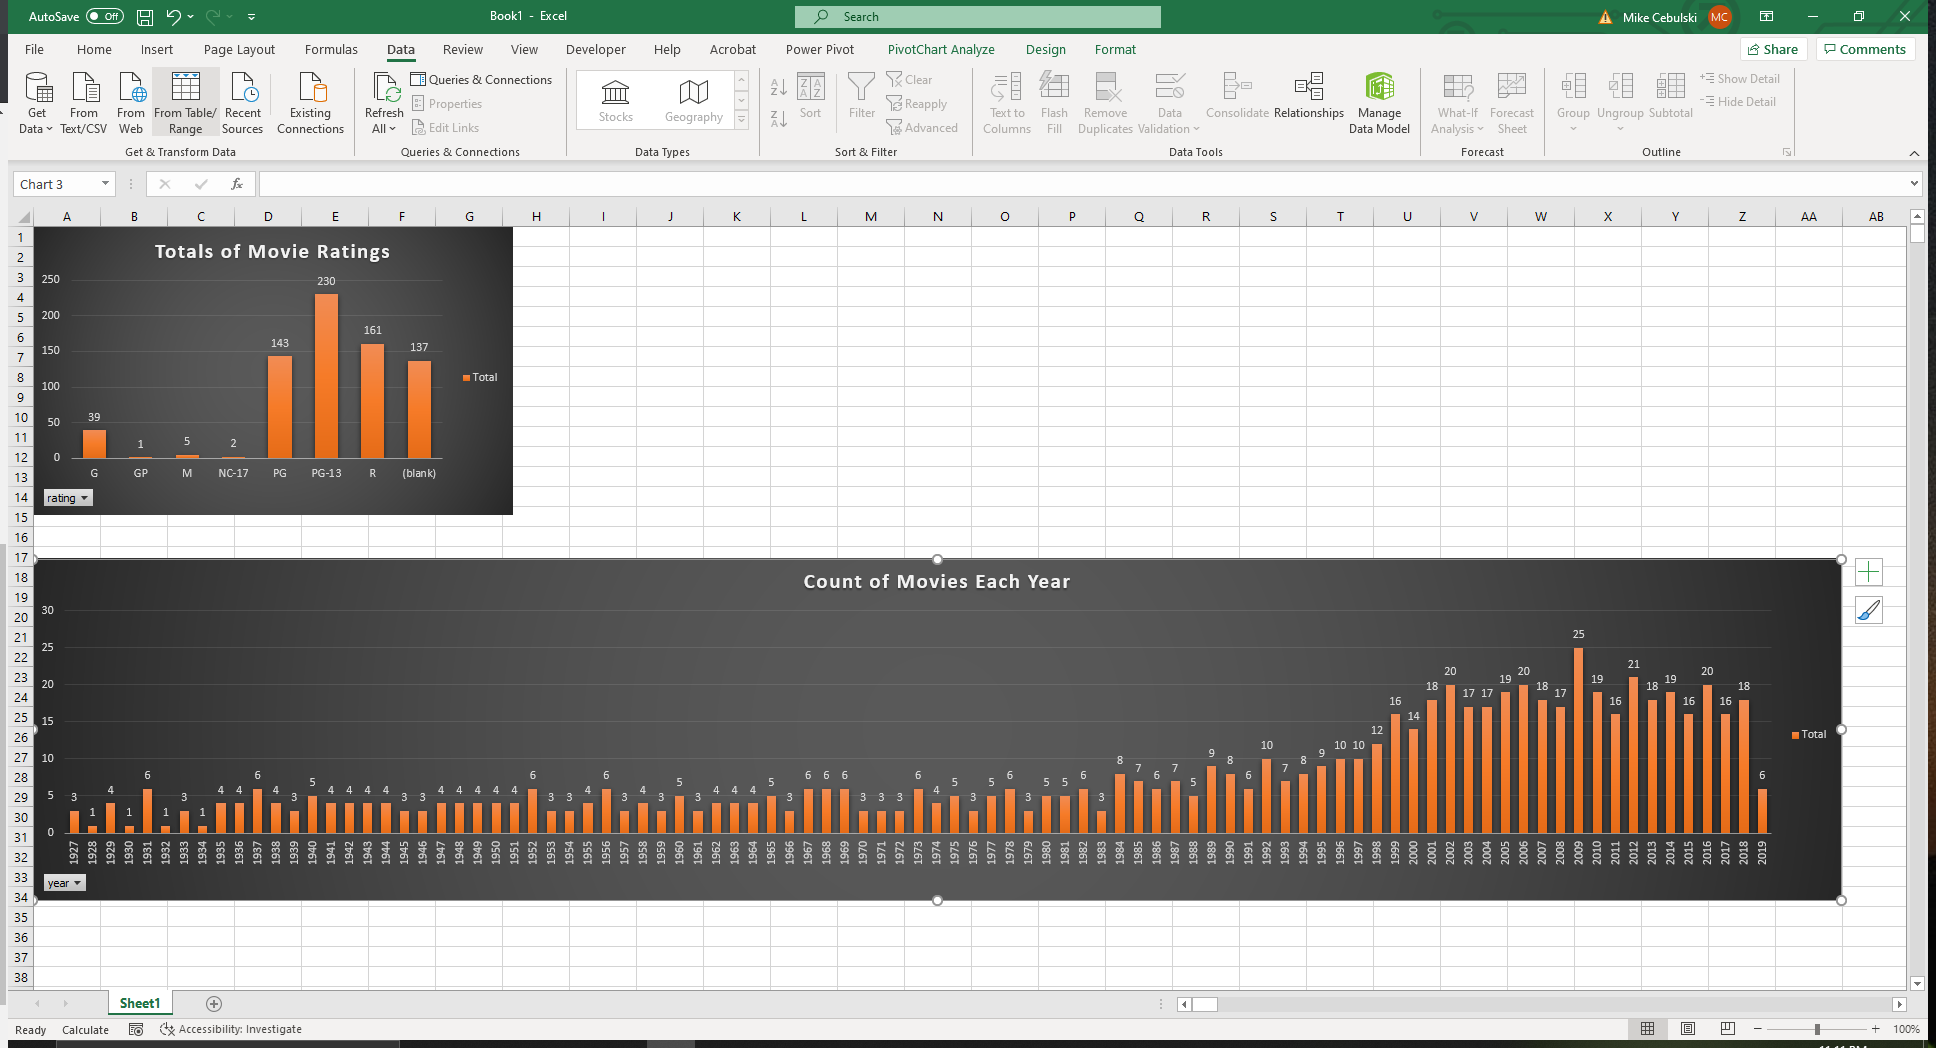 AutoSave Off
Book1 - Excel
Search
Mike Cebulski MC
File Home Insert Page Layout Formulas Data Review View Developer Help Acrobat Power Pivot PivotChart Analyze Design Format
Share Comments
Get Data
From Text/CSV
From Web
From Table/ Range
Recent Sources
Existing Connections
Get & Transform Data
Refresh All
Queries & Connections
Properties
Edit Links
Queries & Connections
Stocks
Geography
Data Types
Sort
Filter
Clear
Reapply
Advanced
Sort & Filter
Text to Columns
Flash Fill
Remove Duplicates
Data Validation
Consolidate
Relationships
Manage Data Model
Data Tools
What-If Analysis
Forecast Sheet
Forecast
Group
Ungroup
Subtotal
Show Detail
Hide Detail
Outline
Chart 3
fx
A B C D E F G H I J K L M N O P Q R S T U V W X Y Z AA AB
1
2
3
4
5
6
7
8
9
10
11
12
13
14
15
16
17
18
19
20
21
22
23
24
25
26
27
28
29
30
31
32
33
34
35
36
37
38
Totals of Movie Ratings
250
200
150
100
50
0
39 1 5 2 143 230 161 137
G GP M NC-17 PG PG-13 R (blank)
Total
rating
Count of Movies Each Year
30
25
20
15
10
5
0
3 1 4 1 6 1 3 1 4 4 6 4 3 5 4 4 4 4 3 3 4 4 4 4 4 6 3 3 4 6 3 4 3 5 3 4 4 4 5 3 6 6 6 3 3 3 6 4 5 3 5 6 3 5 5 6 3 8 7 6 7 5 9 8 6 10 7 8 9 10 10 12 16 14 18 20 17 17 19 20 18 17 25 19 16 21 18 19 16 20 16 18 6
1927 1928 1929 1930 1931 1932 1933 1934 1935 1936 1937 1938 1939 1940 1941 1942 1943 1944 1945 1946 1947 1948 1949 1950 1951 1952 1953 1954 1955 1956 1957 1958 1959 1960 1961 1962 1963 1964 1965 1966 1967 1968 1969 1970 1971 1972 1973 1974 1975 1976 1977 1978 1979 1980 1981 1982 1983 1984 1985 1986 1987 1988 1989 1990 1991 1992 1993 1994 1995 1996 1997 1998 1999 2000 2001 2002 2003 2004 2005 2006 2007 2008 2009 2010 2011 2012 2013 2014 2015 2016 2017 2018 2019
Total
year
Sheet1
Ready Calculate Accessibility: Investigate
100%